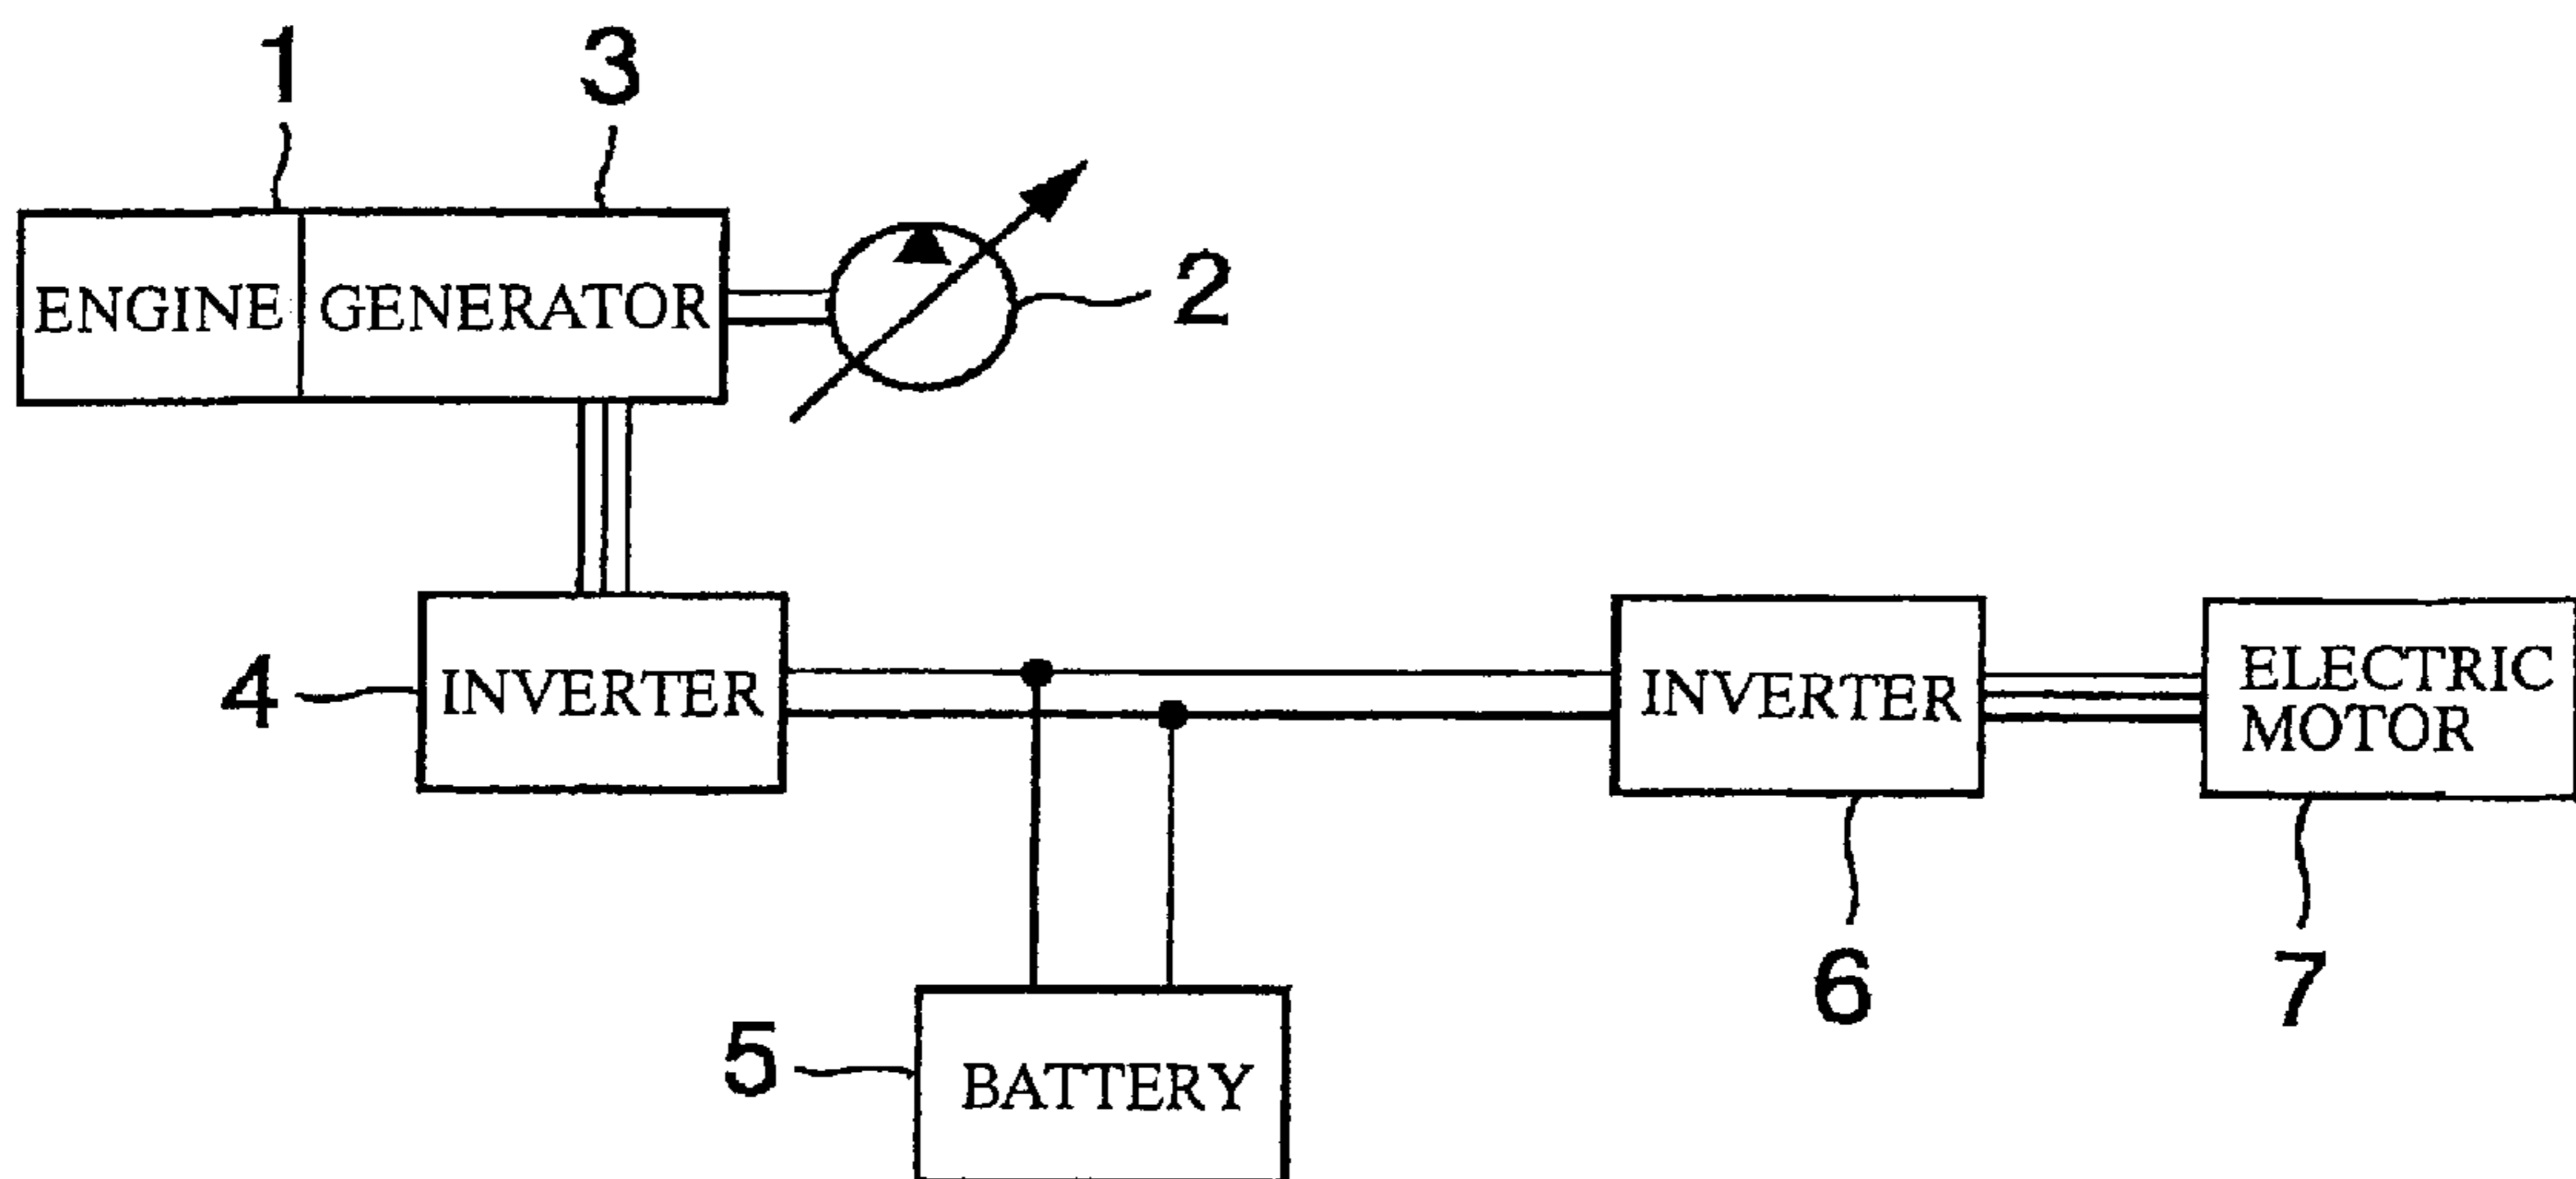 1
3
ENGINE
GENERATOR
2
4
INVERTER
INVERTER
ELECTRIC
MOTOR
6
7
5
BATTERY